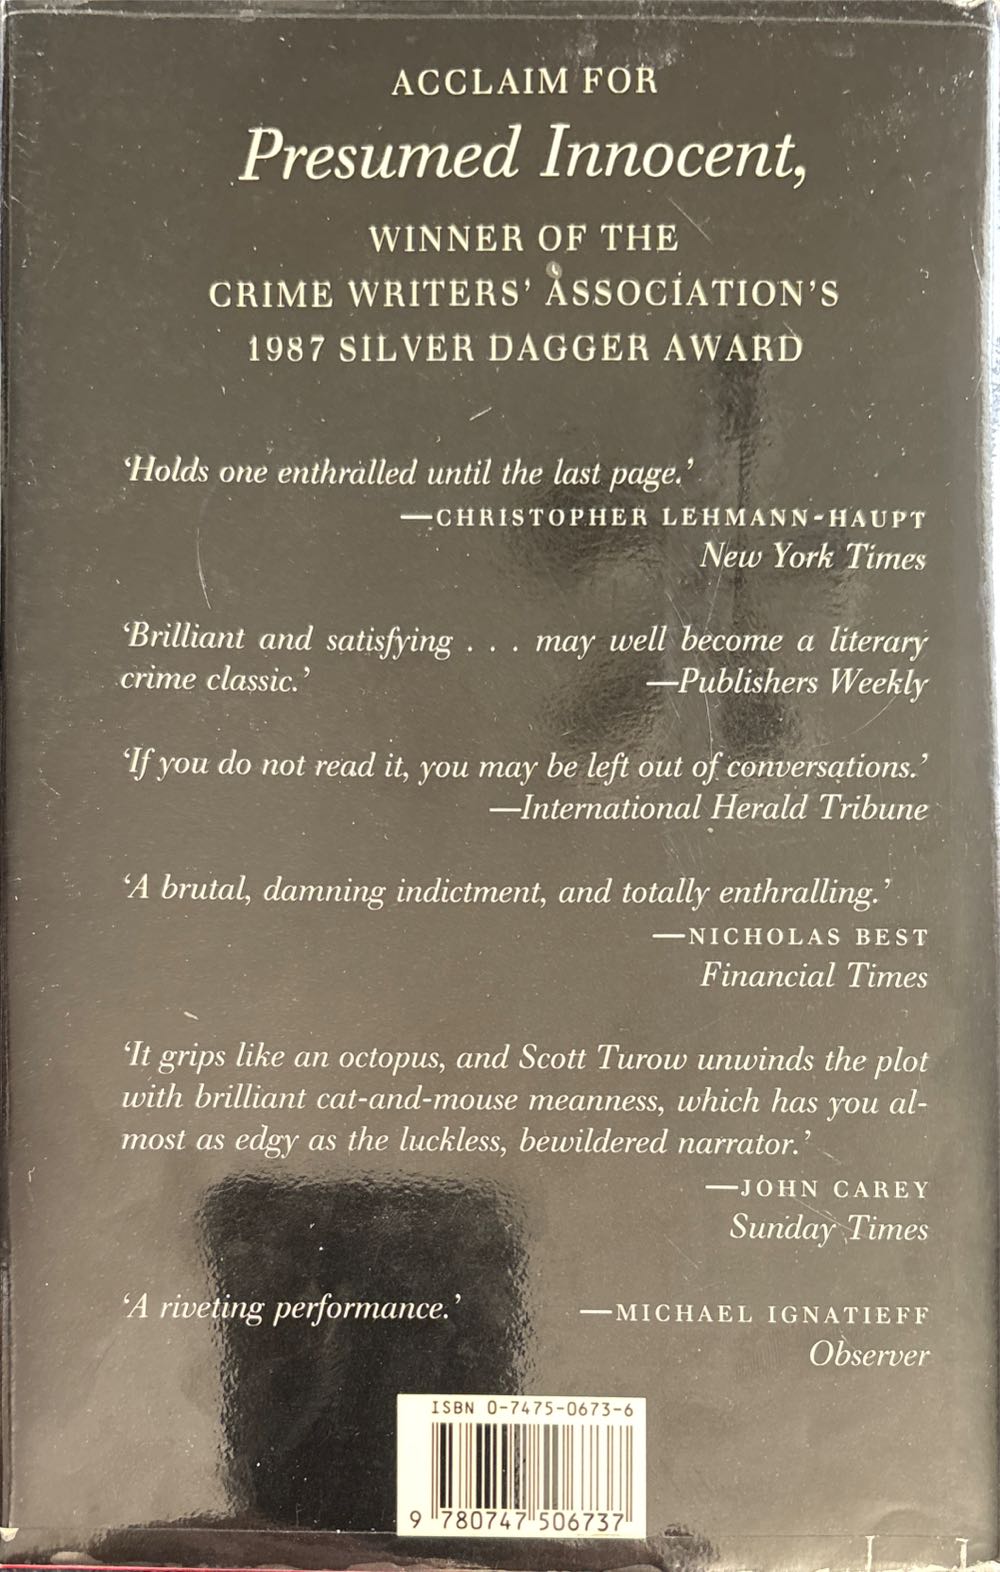 ACCLAIM FOR
Presumed Innocent,
WINNER OF THE
CRIME WRITERS' ASSOCIATION'S
1987 SILVER DAGGER AWARD
‘Holds one enthralled until the last page.’
—CHRISTOPHER LEHMANN-HAUPT
New York Times
‘Brilliant and satisfying . . . may well become a literary
crime classic.’ —Publishers Weekly
‘If you do not read it, you may be left out of conversations.’
—International Herald Tribune
‘A brutal, damning indictment, and totally enthralling.’
—NICHOLAS BEST
Financial Times
‘It grips like an octopus, and Scott Turow unwinds the plot
with brilliant cat-and-mouse meanness, which has you al-
most as edgy as the luckless, bewildered narrator.’
—JOHN CAREY
Sunday Times
‘A riveting performance.’ —MICHAEL IGNATIEFF
Observer
ISBN 0-7475-0673-6
9 780747 506737